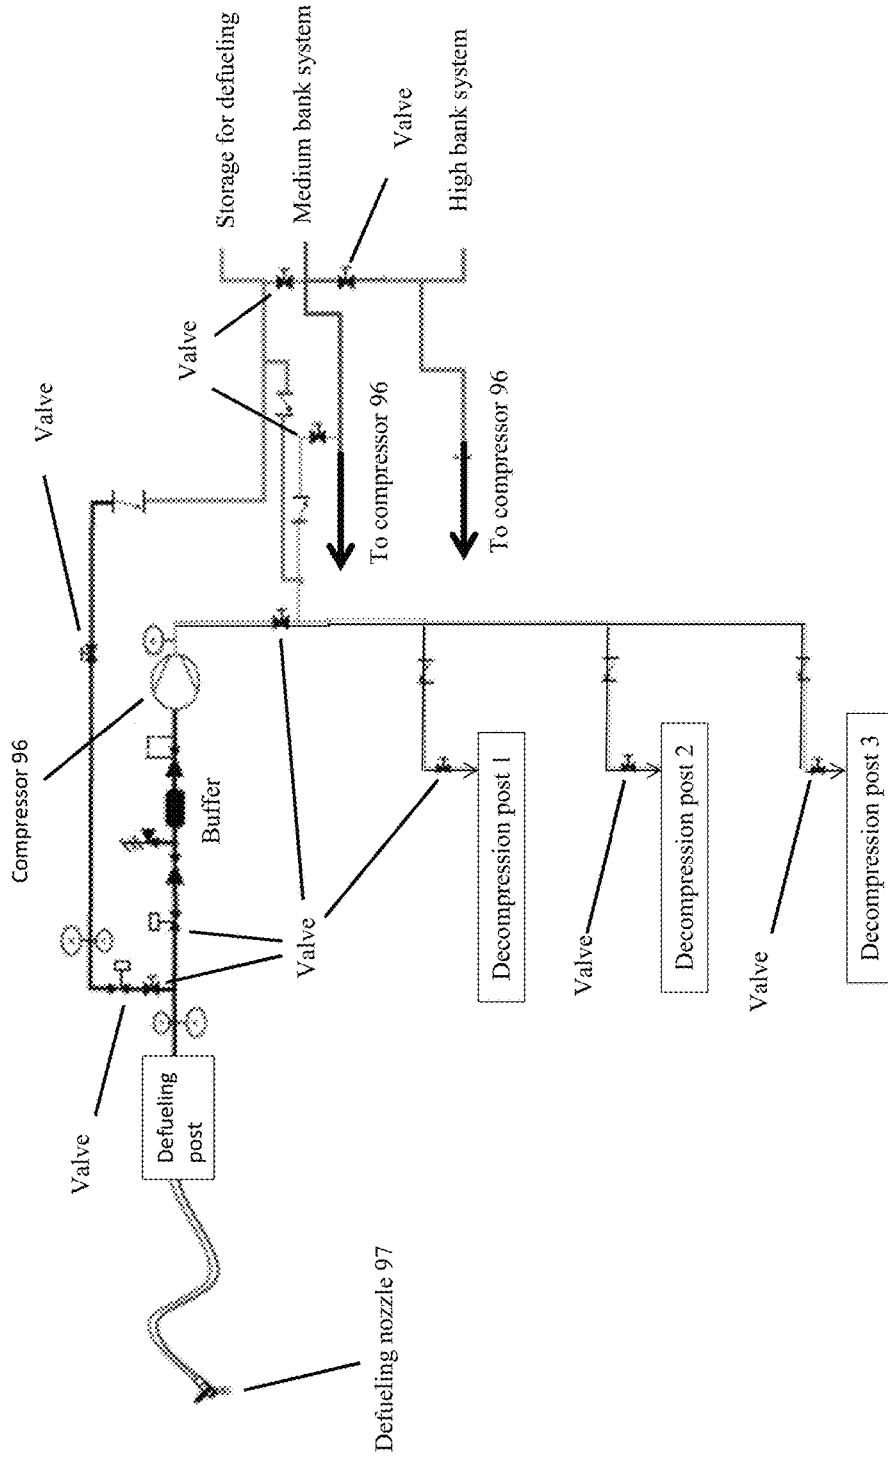 Compressor 96
Valve
Valve
Defueling
post
Valve
Buffer
Storage for defueling
Medium bank system
Valve
Defueling nozzle 97
To compressor 96
Valve
High bank system
Decompression post 1
To compressor 96
Valve
Decompression post 2
Valve
Decompression post 3